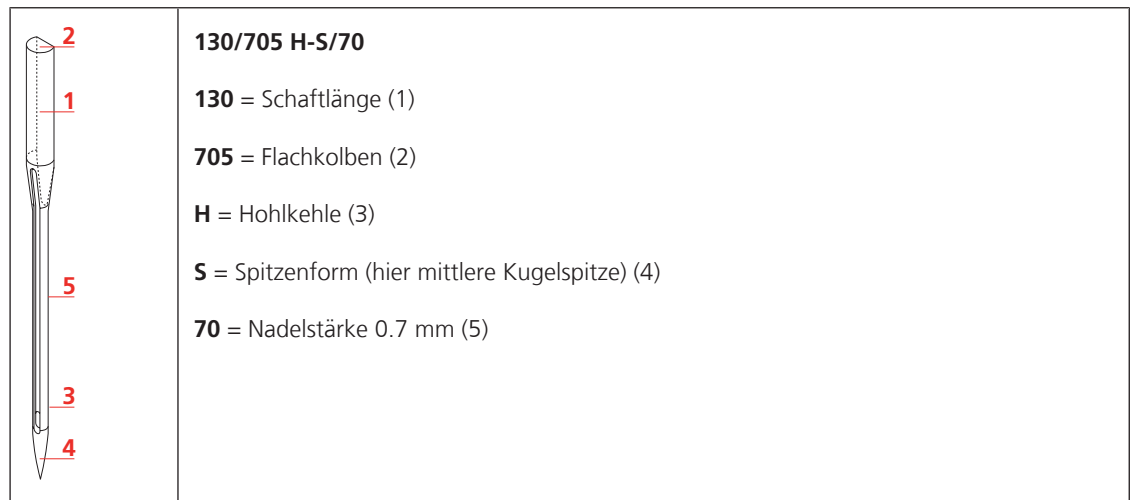 2
1
5
3
4
130/705 H-S/70
130 = Schaftlänge (1)
705 = Flachkolben (2)
H = Hohlkehle (3)
S = Spitzenform (hier mittlere Kugelspitze) (4)
70 = Nadelstärke 0.7 mm (5)